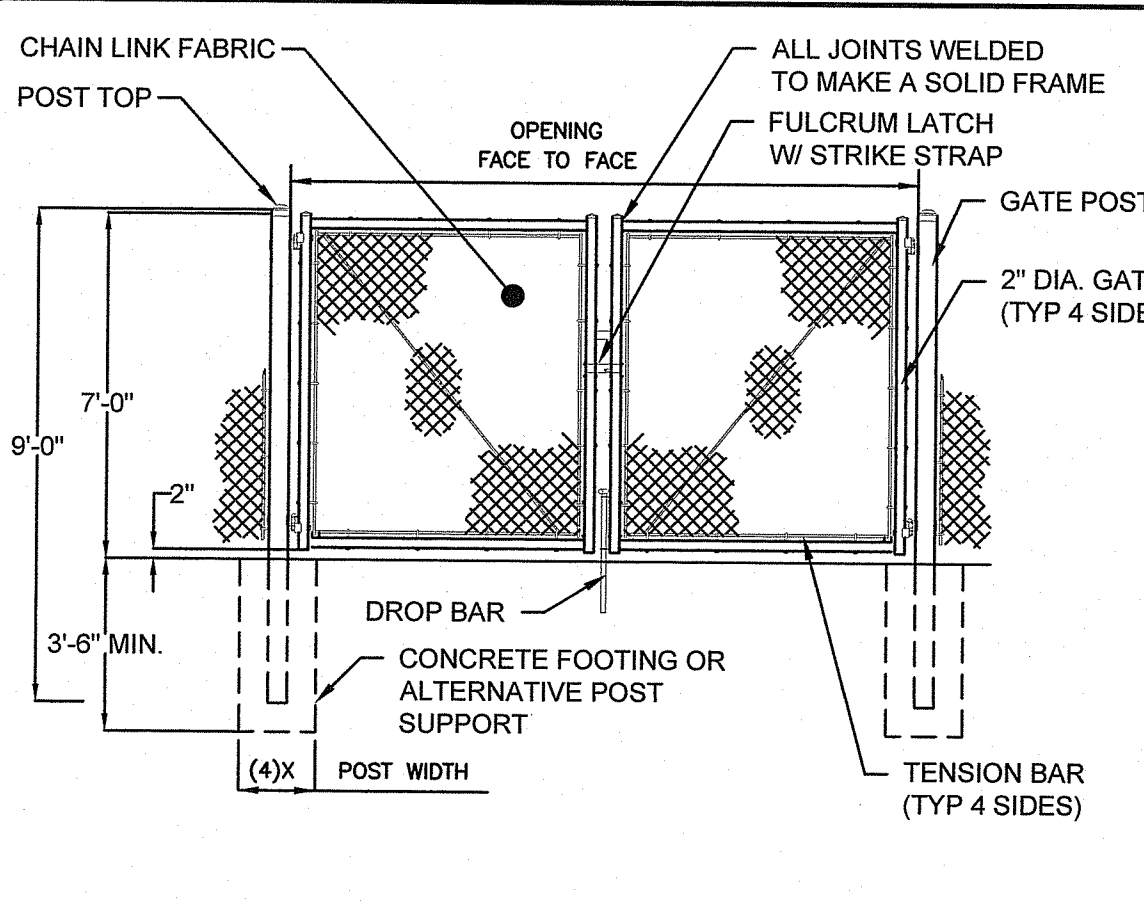 CHAIN LINK FABRIC
POST TOP
OPENING
FACE TO FACE
ALL JOINTS WELDED
TO MAKE A SOLID FRAME
FULCRUM LATCH
W/ STRIKE STRAP
GATE POST
2" DIA. GAT
(TYP 4 SIDE
7'-0"
9'-0"
2"
3'-6" MIN.
DROP BAR
CONCRETE FOOTING OR
ALTERNATIVE POST
SUPPORT
(4)X POST WIDTH
TENSION BAR
(TYP 4 SIDES)